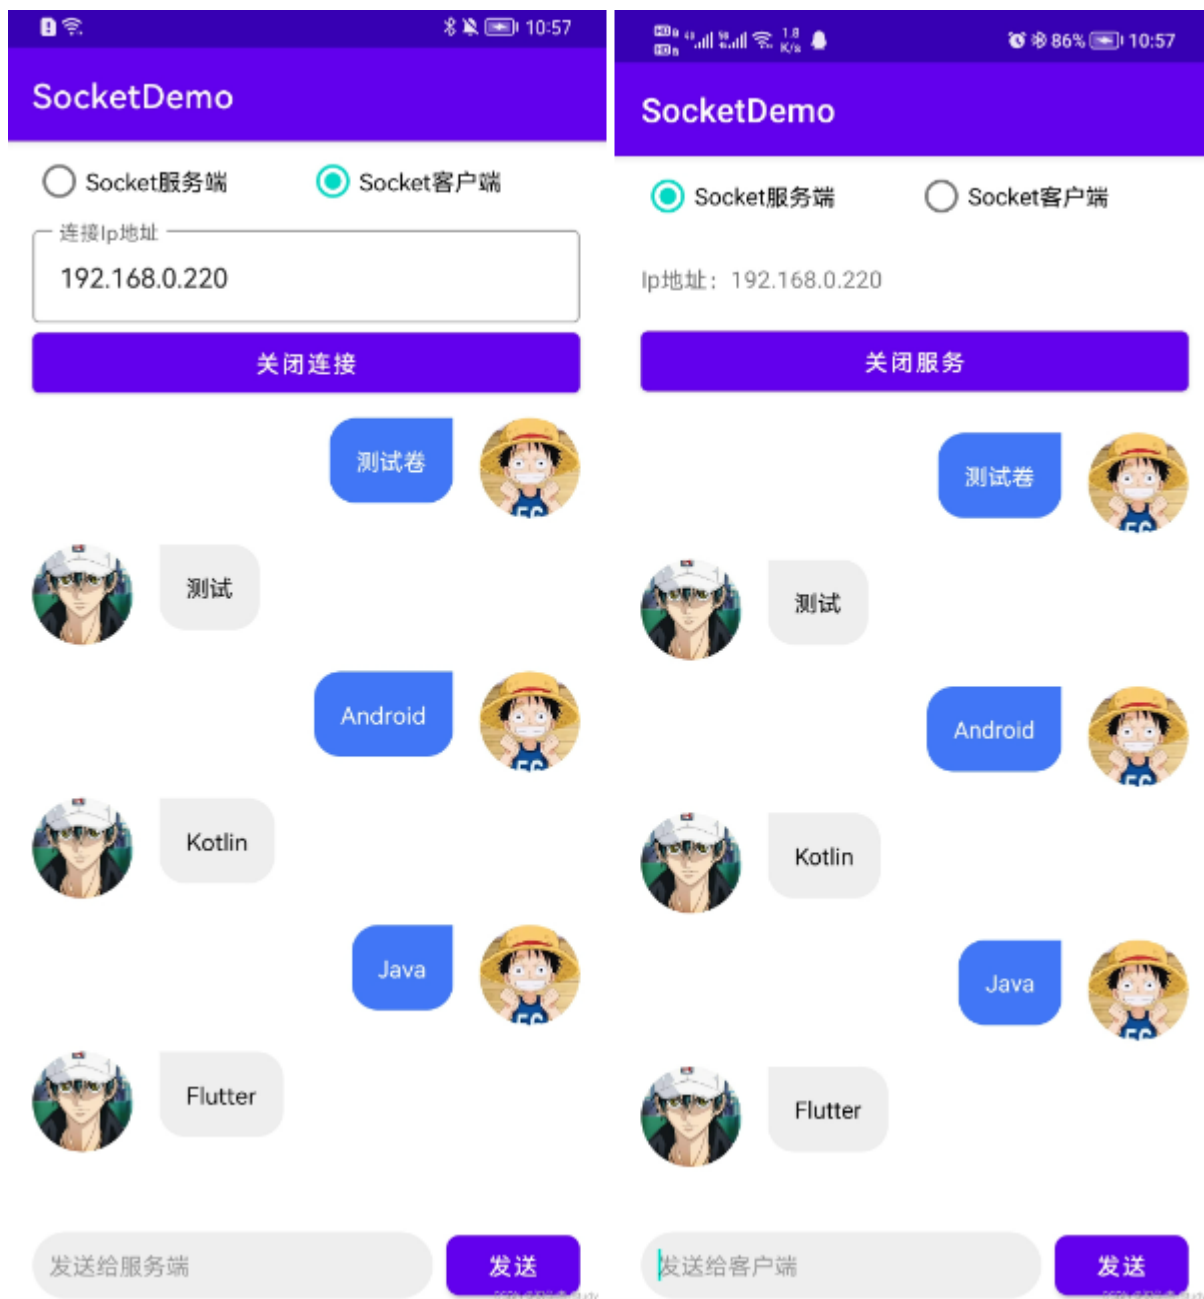 10:57
SocketDemo
Socket服务端
Socket客户端
连接Ip地址
192.168.0.220
关闭连接
测试卷
测试
Android
Kotlin
Java
Flutter
发送给服务端
发送
1.8
K/s
86%
10:57
SocketDemo
Socket服务端
Socket客户端
Ip地址：192.168.0.220
关闭服务
测试卷
测试
Android
Kotlin
Java
Flutter
发送给客户端
发送